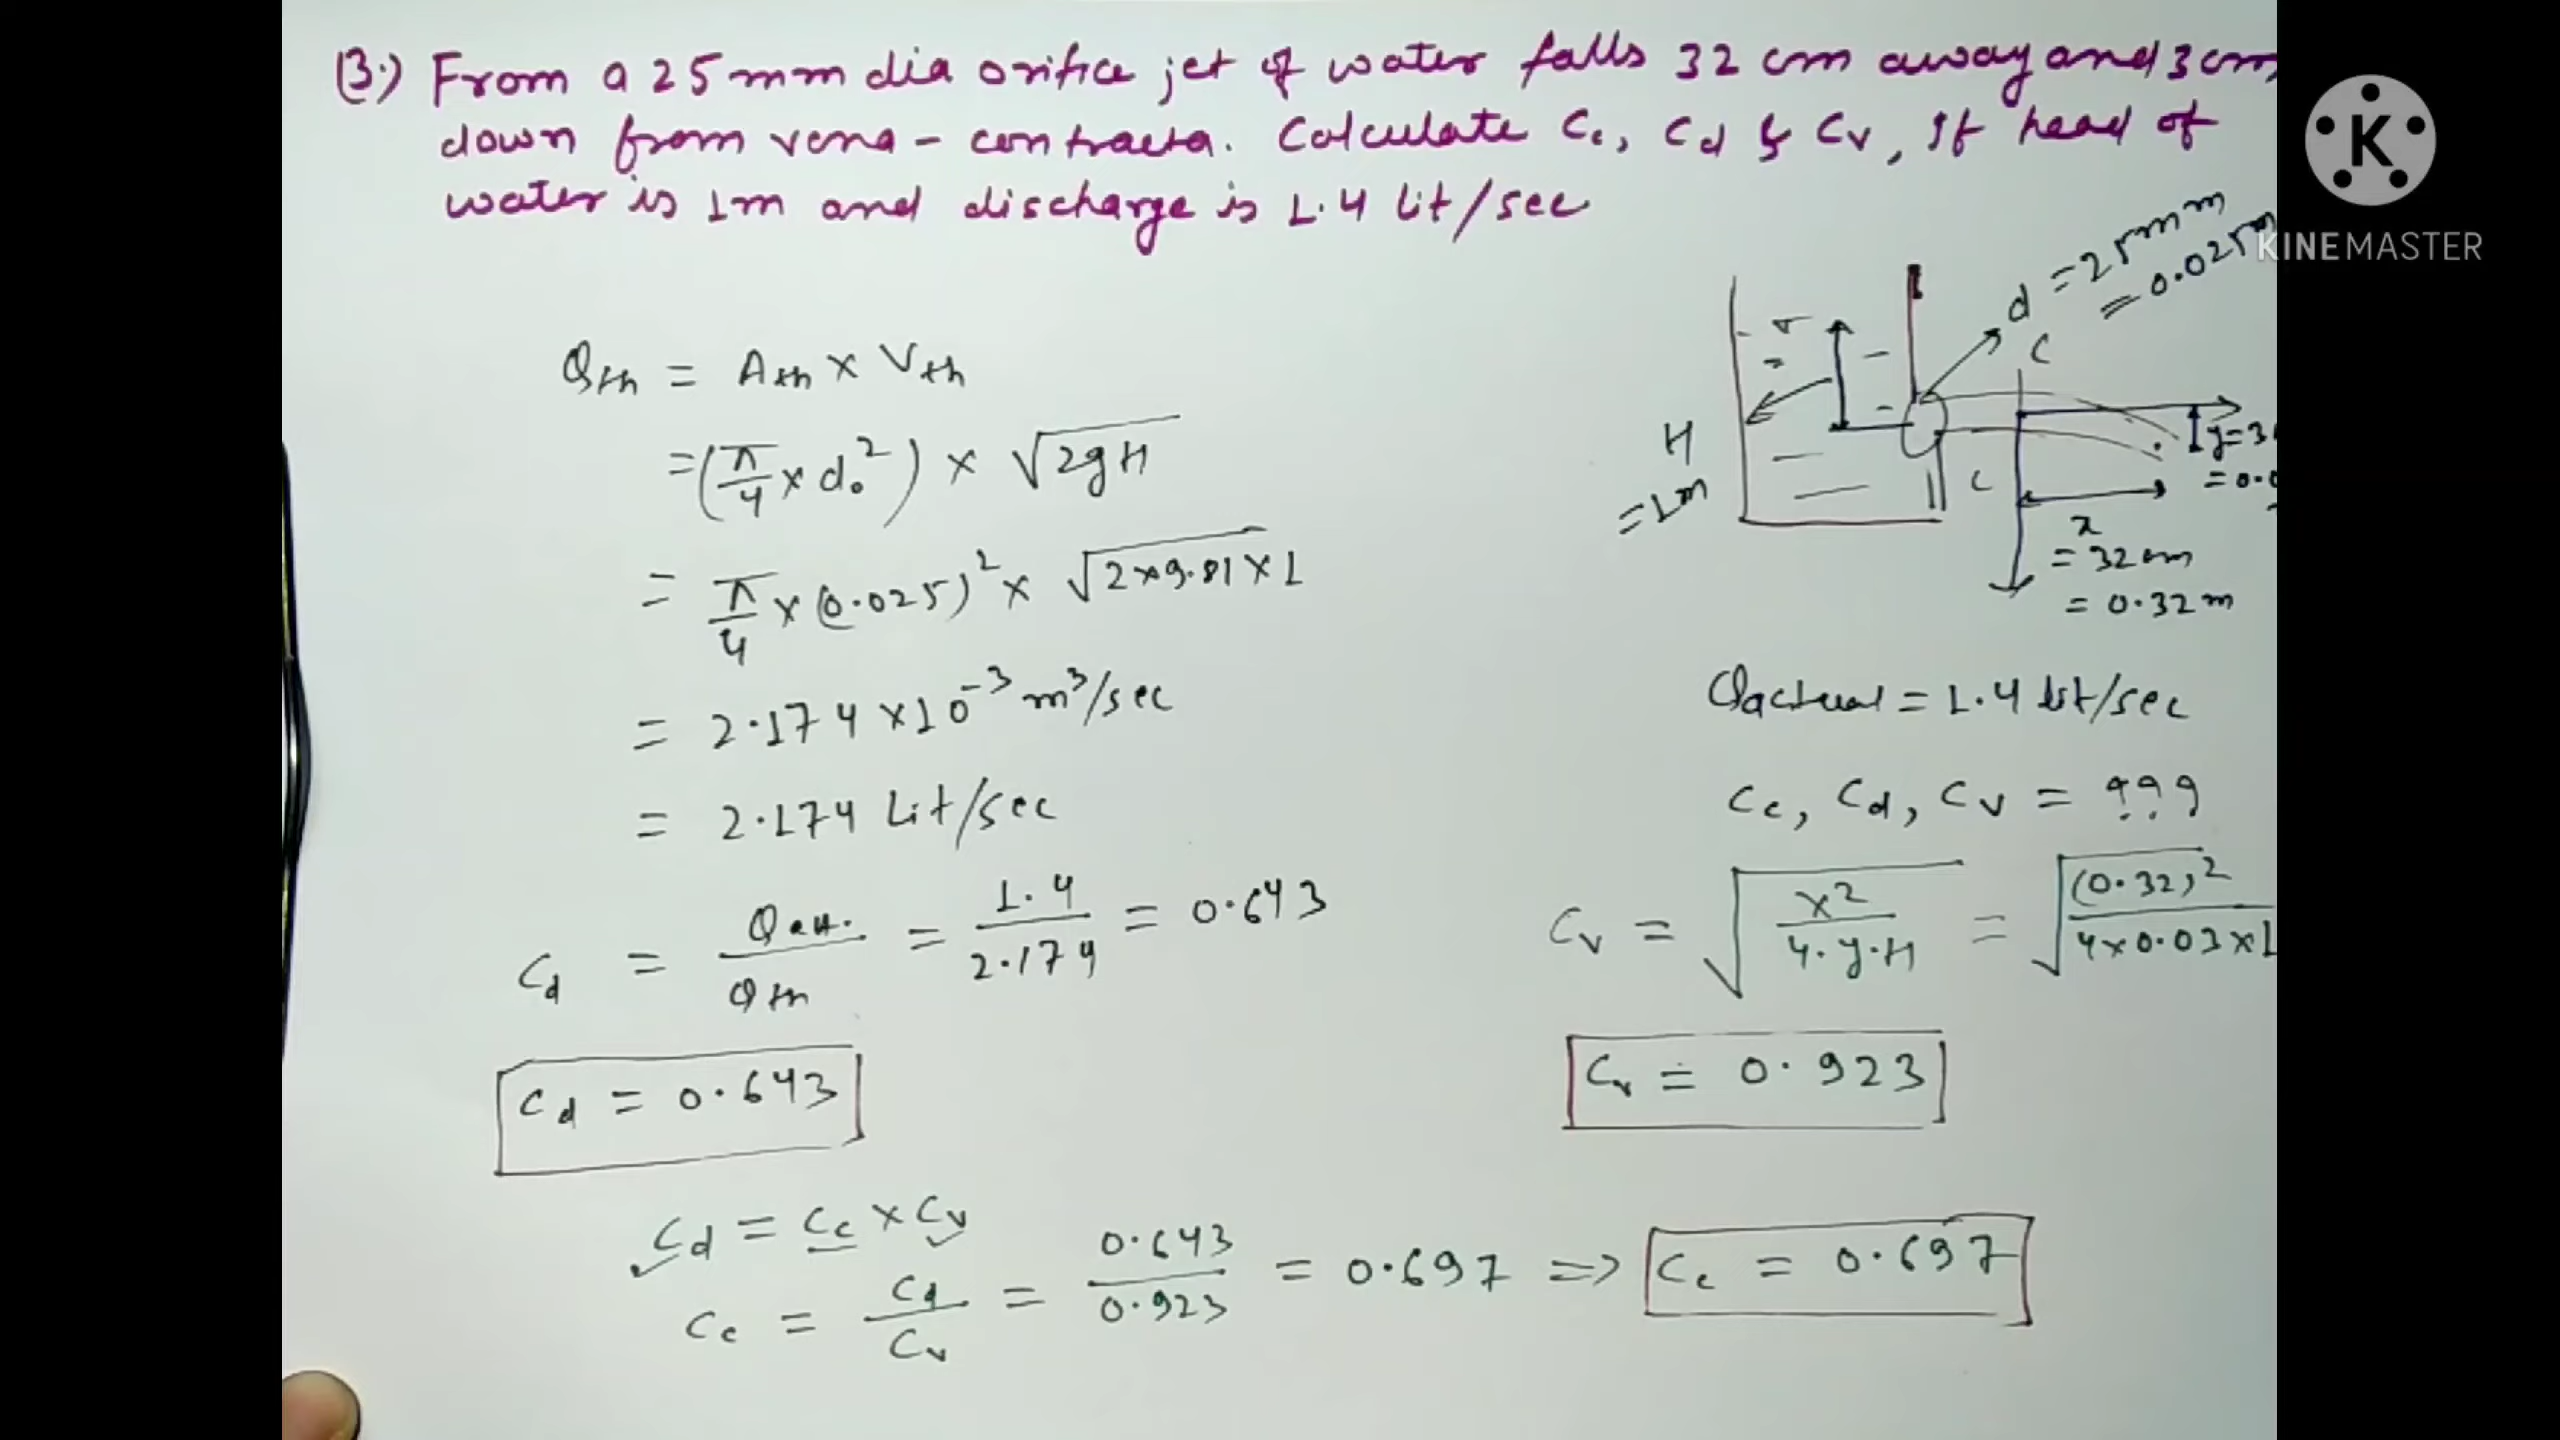 (3.) From a 25 mm dia orifice jet of water falls 32 cm away and 3 cm
down from vena-contracta. Calculate Cc, Cd & Cv, If head of
water is 1m and discharge is 1.4 lit/sec
K
KINEMASTER
d = 25mm
= 0.025m
Qth = Ath × Vth
= (π/4 × d₀²) × √2gH
= π/4 × (0.025)² × √2×9.81×1
= 2.174 × 10⁻³ m³/sec
= 2.174 Lit/sec
Cd = Qact. / Qth = 1.4 / 2.174 = 0.643
Cd = 0.643
Cd = Cc × Cv
Cc = Cd / Cv = 0.643 / 0.923 = 0.697 => Cc = 0.697
H
= 1m
C
C
y = 3
= 0.0
x
= 32 cm
= 0.32 m
Qactual = 1.4 lit/sec
Cc, Cd, Cv = ???
Cv = √x² / 4.y.H = √(0.32)² / 4×0.03×1
Cv = 0.923